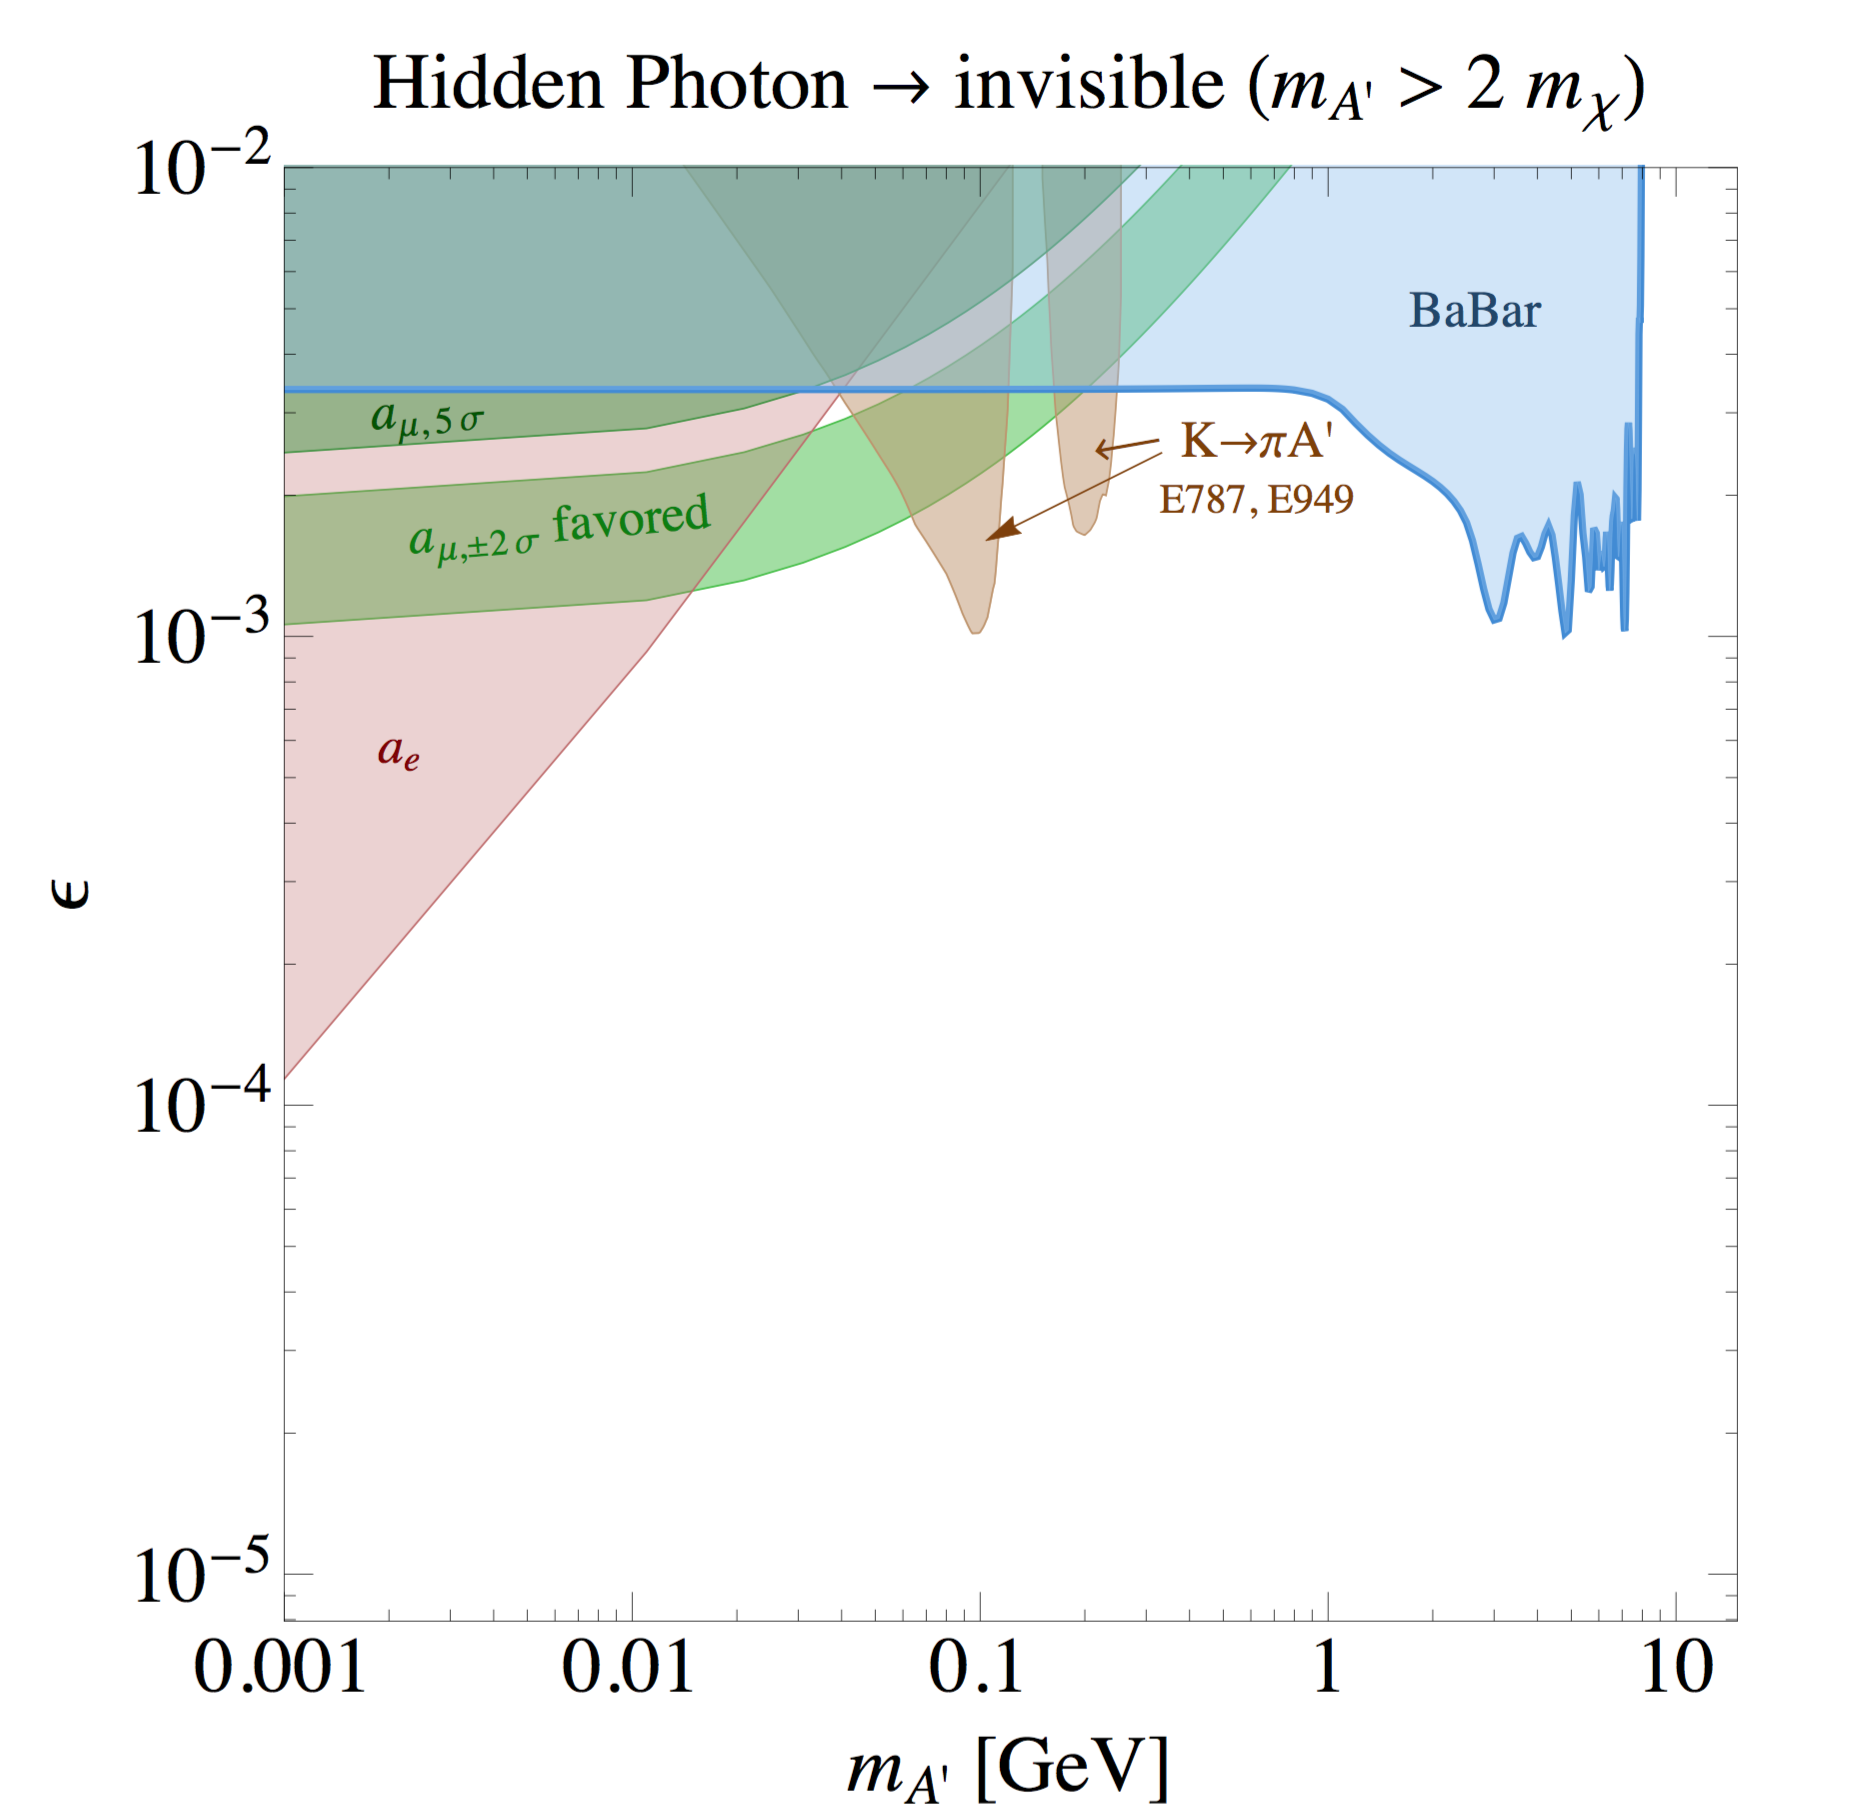 Hidden Photon → invisible (m_A' > 2 m_χ)
10⁻²
BaBar
a_μ,5σ
K→πA'
E787, E949
a_μ,±2σ favored
10⁻³
a_e
ϵ
10⁻⁴
10⁻⁵
0.001 0.01 0.1 1 10
m_A' [GeV]